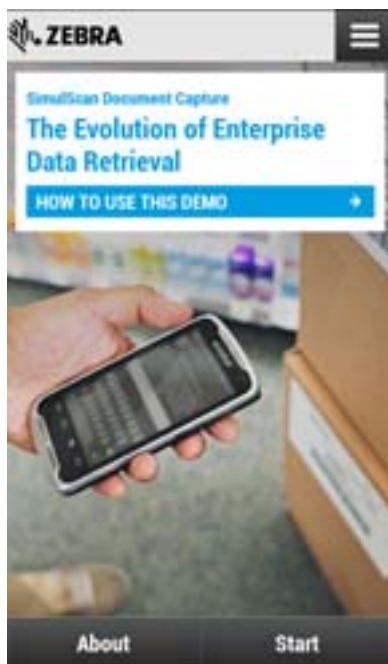 ZEBRA
SimulScan Document Capture
The Evolution of Enterprise
Data Retrieval
HOW TO USE THIS DEMO
About
Start